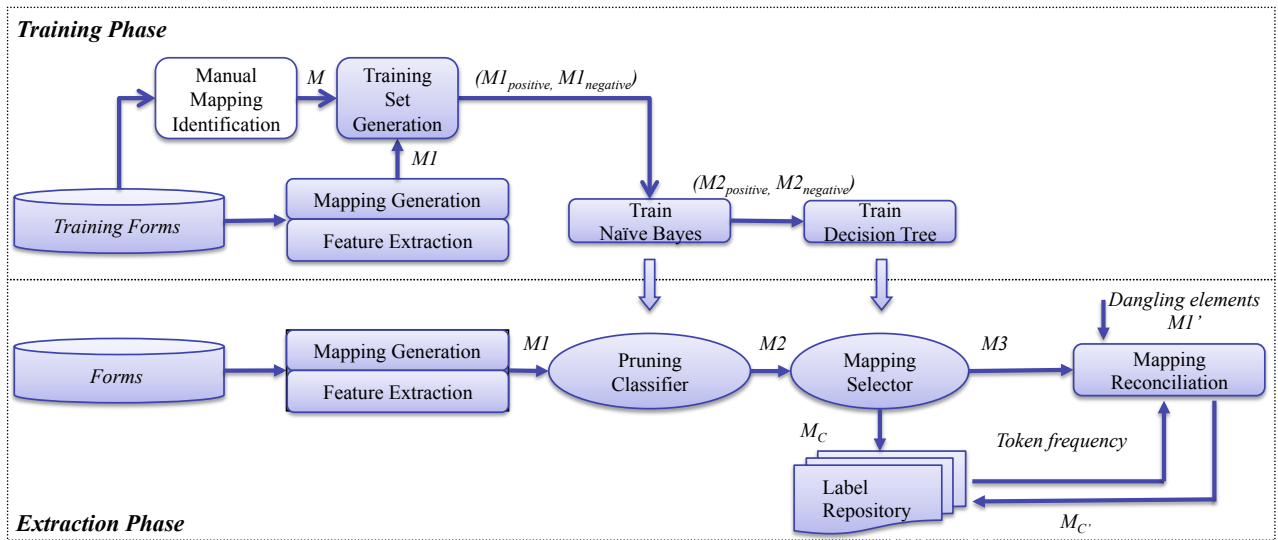 Training Phase
Manual
Mapping
Identification
M
Training
Set
Generation
(M1positive, M1negative)
M1
Training Forms
Mapping Generation
Feature Extraction
Train
Naïve Bayes
(M2positive, M2negative)
Train
Decision Tree
Forms
Mapping Generation
Feature Extraction
M1
Pruning
Classifier
M2
Mapping
Selector
M3
Dangling elements
M1’
Mapping
Reconciliation
MC
Token frequency
Label
Repository
MC’
Extraction Phase